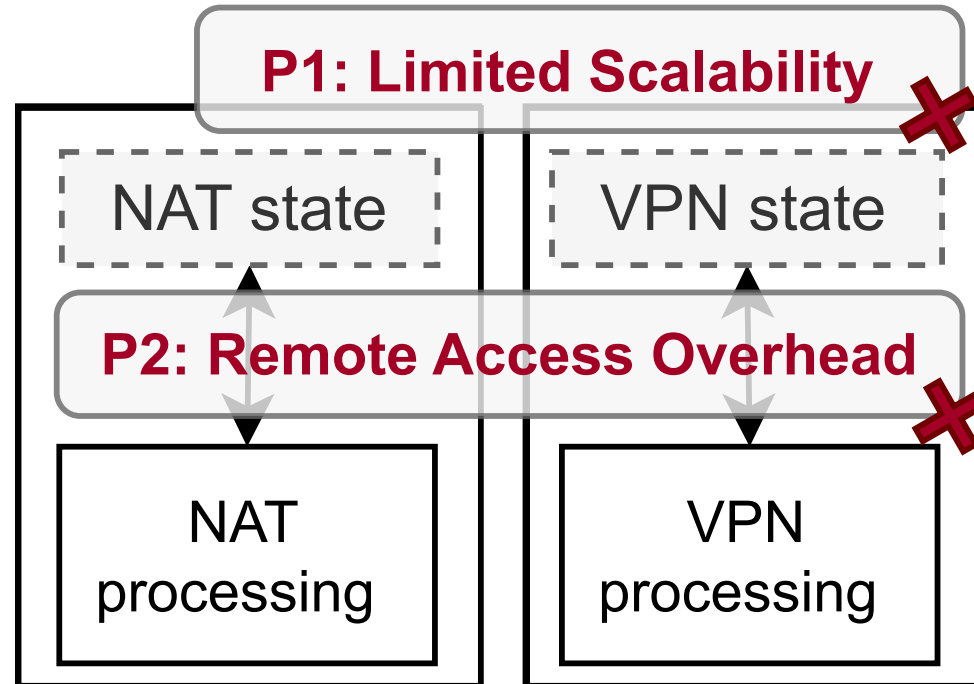 P1: Limited Scalability
NAT state
VPN state
P2: Remote Access Overhead
NAT
processing
VPN
processing